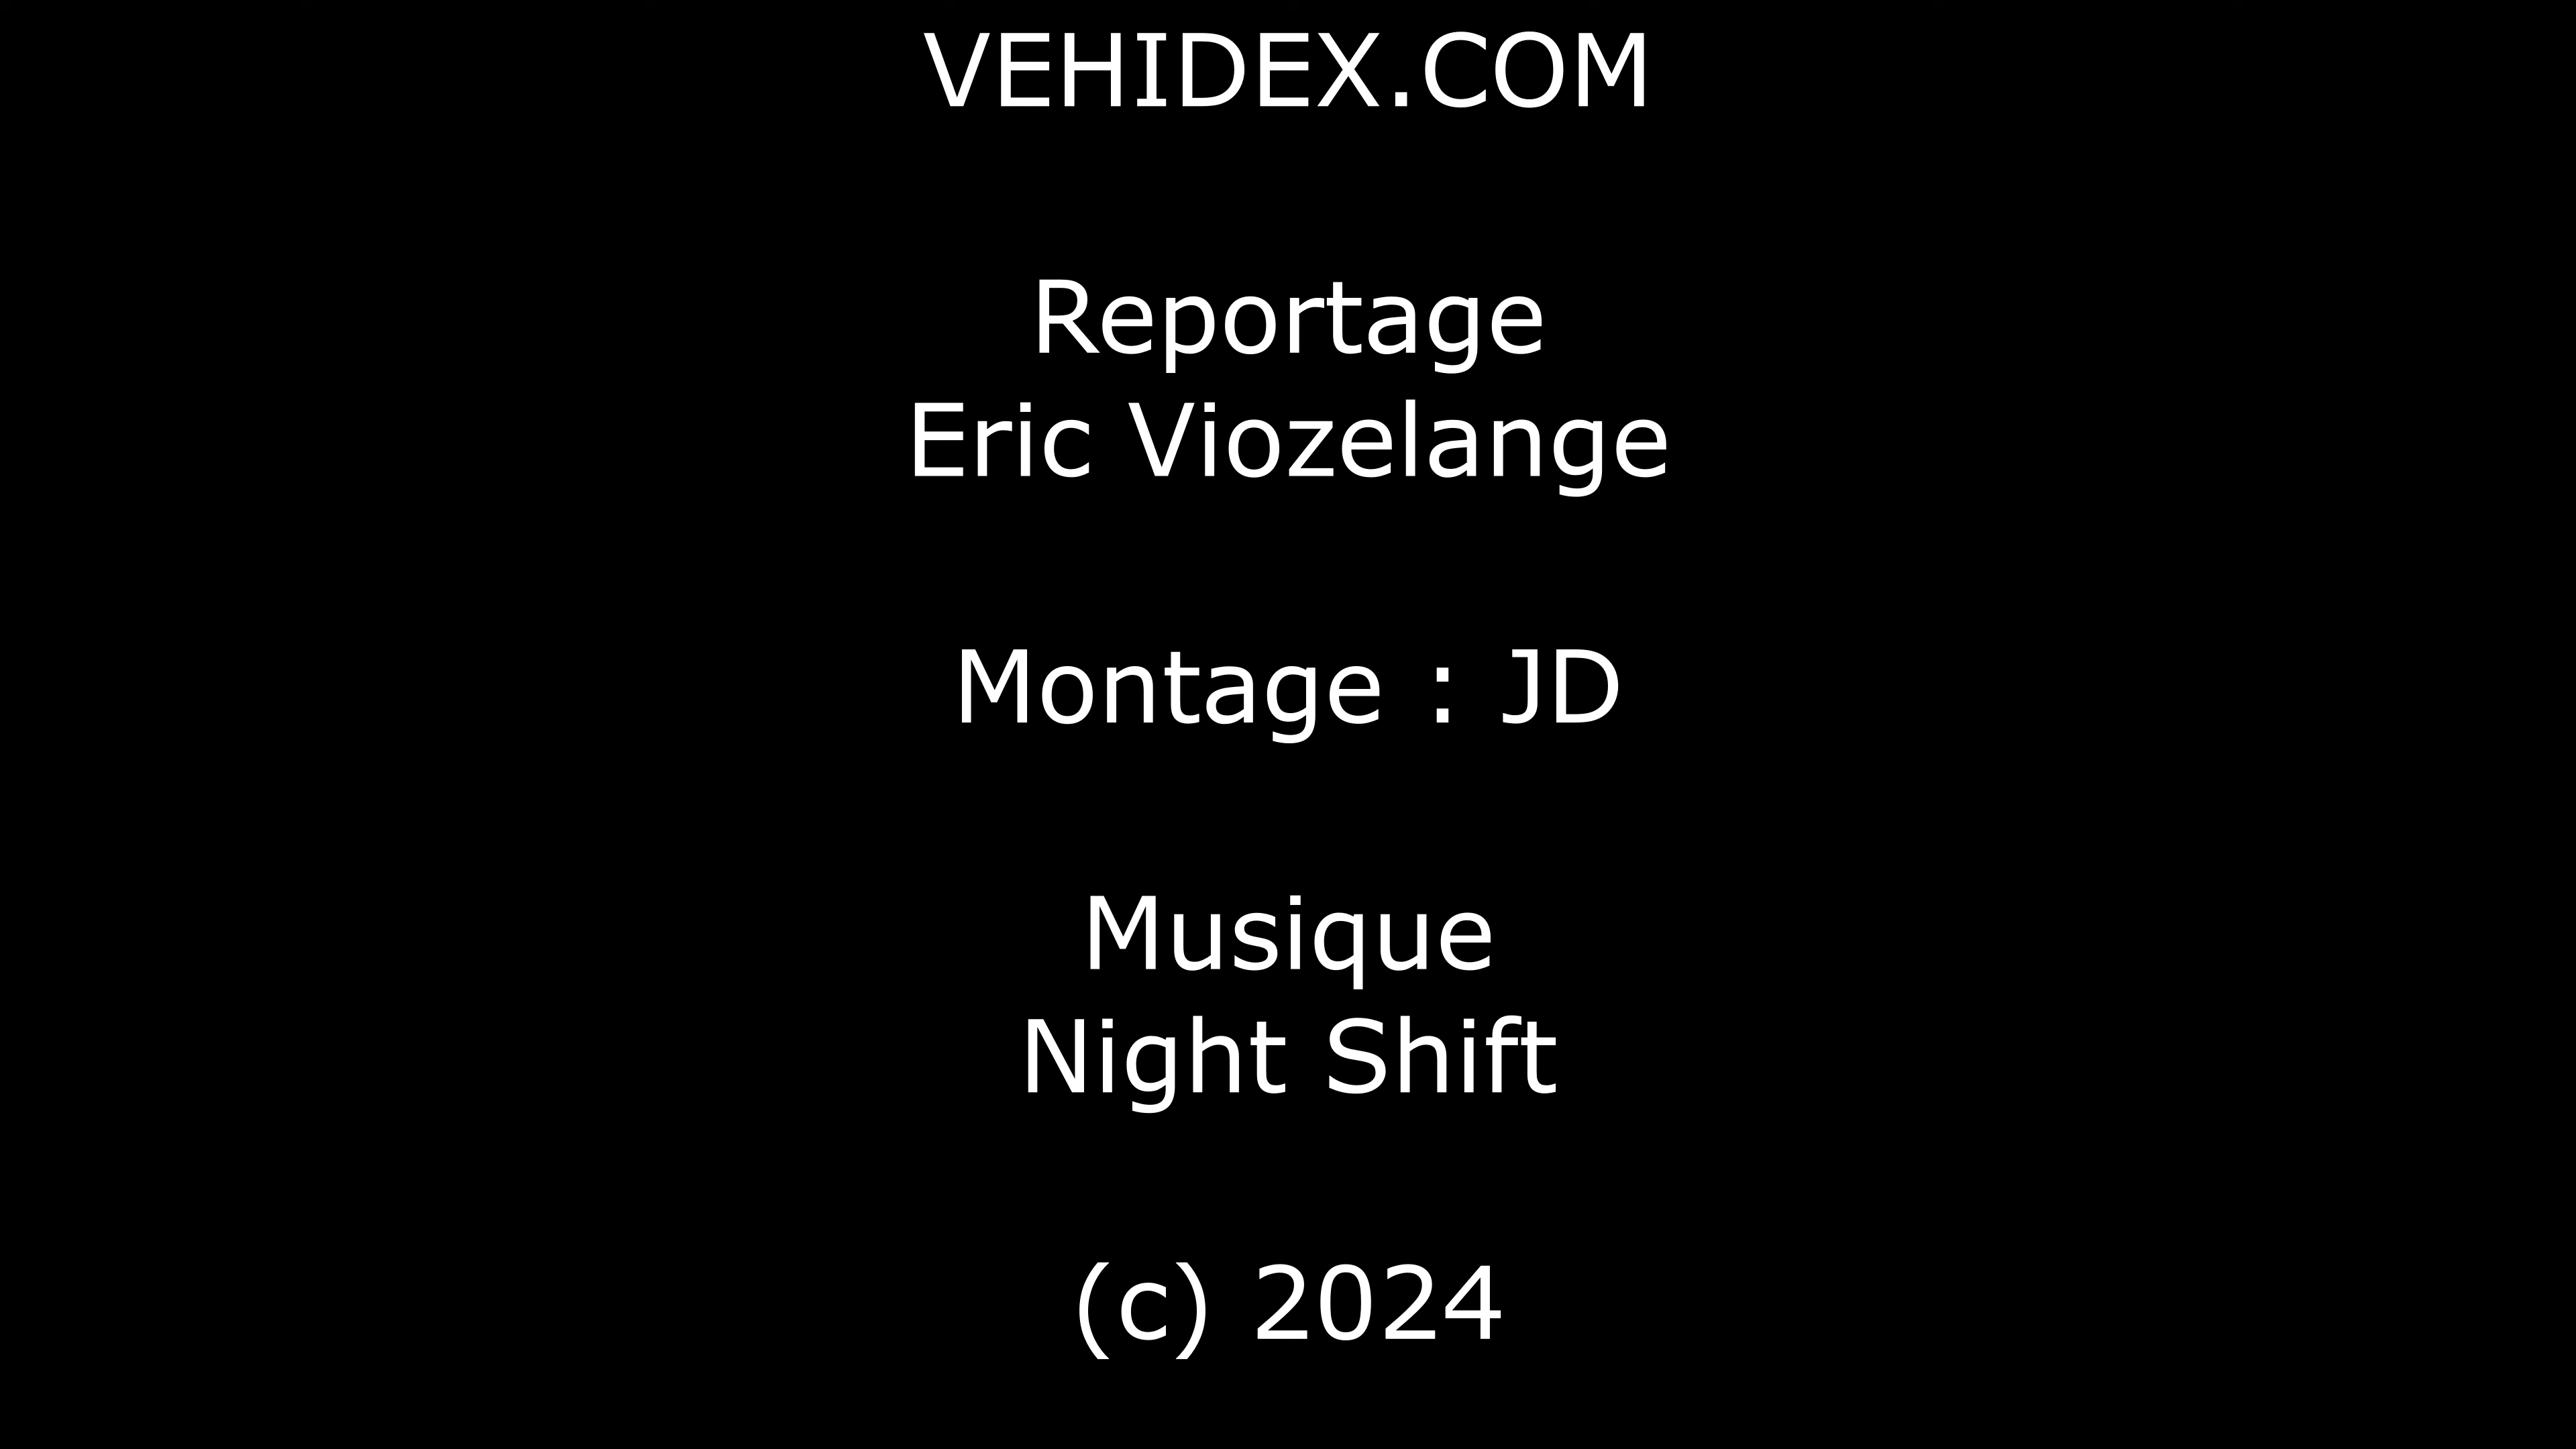 VEHIDEX.COM
Reportage
Eric Viozelange
Montage : JD
Musique
Night Shift
(c) 2024